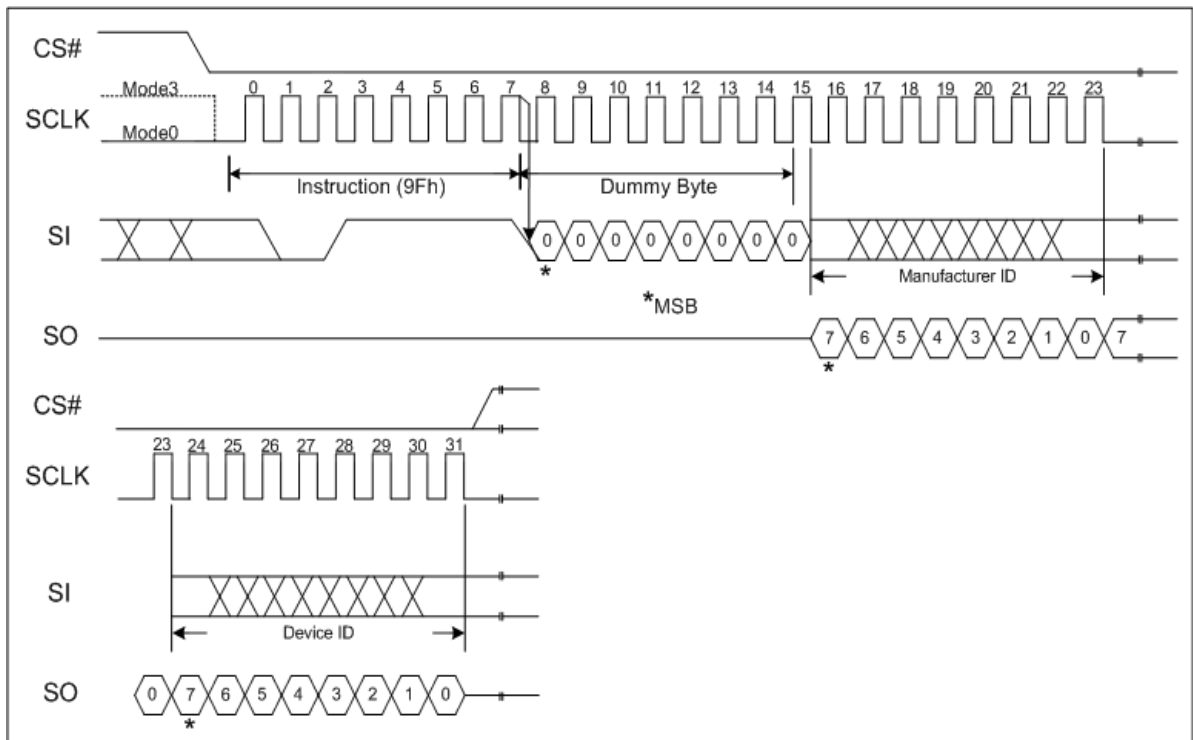 CS#
Mode3
0 1 2 3 4 5 6 7 8 9 10 11 12 13 14 15 16 17 18 19 20 21 22 23
SCLK
Mode0
Instruction (9Fh) Dummy Byte
SI 0 0 0 0 0 0 0 0
* Manufacturer ID
*MSB
SO 7 6 5 4 3 2 1 0 7
*
CS#
23 24 25 26 27 28 29 30 31
SCLK
SI
Device ID
SO 0 7 6 5 4 3 2 1 0
*